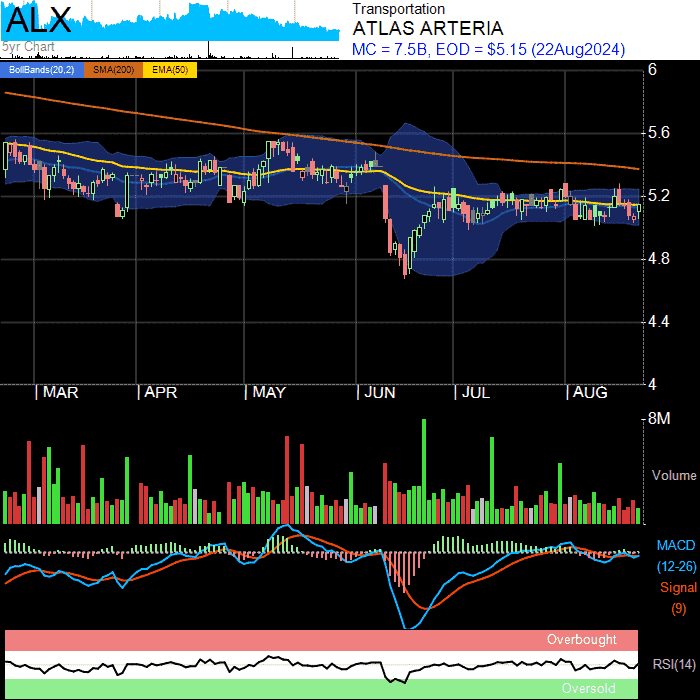 ALX
5yr Chart
Transportation
ATLAS ARTERIA
MC = 7.5B, EOD = $5.15 (22Aug2024)
BollBands(20,2) SMA(200) EMA(50)
6
5.6
5.2
4.8
4.4
4
| MAR | APR | MAY | JUN | JUL | AUG
8M
Volume
MACD
(12-26)
Signal
(9)
Overbought
RSI(14)
Oversold